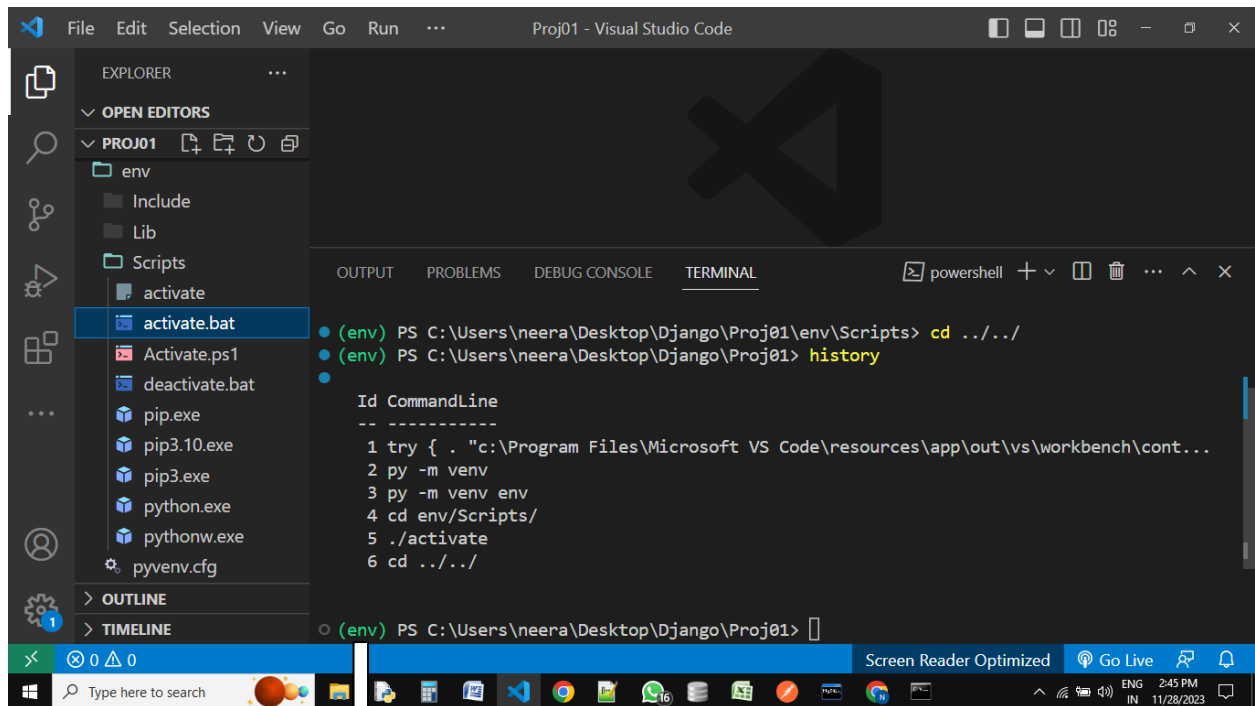 File Edit Selection View Go Run ··· Proj01 - Visual Studio Code
EXPLORER ···
OPEN EDITORS
PROJ01
env
Include
Lib
Scripts
activate
activate.bat
Activate.ps1
deactivate.bat
pip.exe
pip3.10.exe
pip3.exe
python.exe
pythonw.exe
pyvenv.cfg
OUTLINE
TIMELINE
1
OUTPUT PROBLEMS DEBUG CONSOLE TERMINAL powershell
(env) PS C:\Users\neera\Desktop\Django\Proj01\env\Scripts> cd ../../
(env) PS C:\Users\neera\Desktop\Django\Proj01> history
Id CommandLine
-- -----------
1 try { . "c:\Program Files\Microsoft VS Code\resources\app\out\vs\workbench\cont...
2 py -m venv
3 py -m venv env
4 cd env/Scripts/
5 ./activate
6 cd ../../
(env) PS C:\Users\neera\Desktop\Django\Proj01>
0 0 Screen Reader Optimized Go Live
Type here to search 16 ENG 2:45 PM
IN 11/28/2023